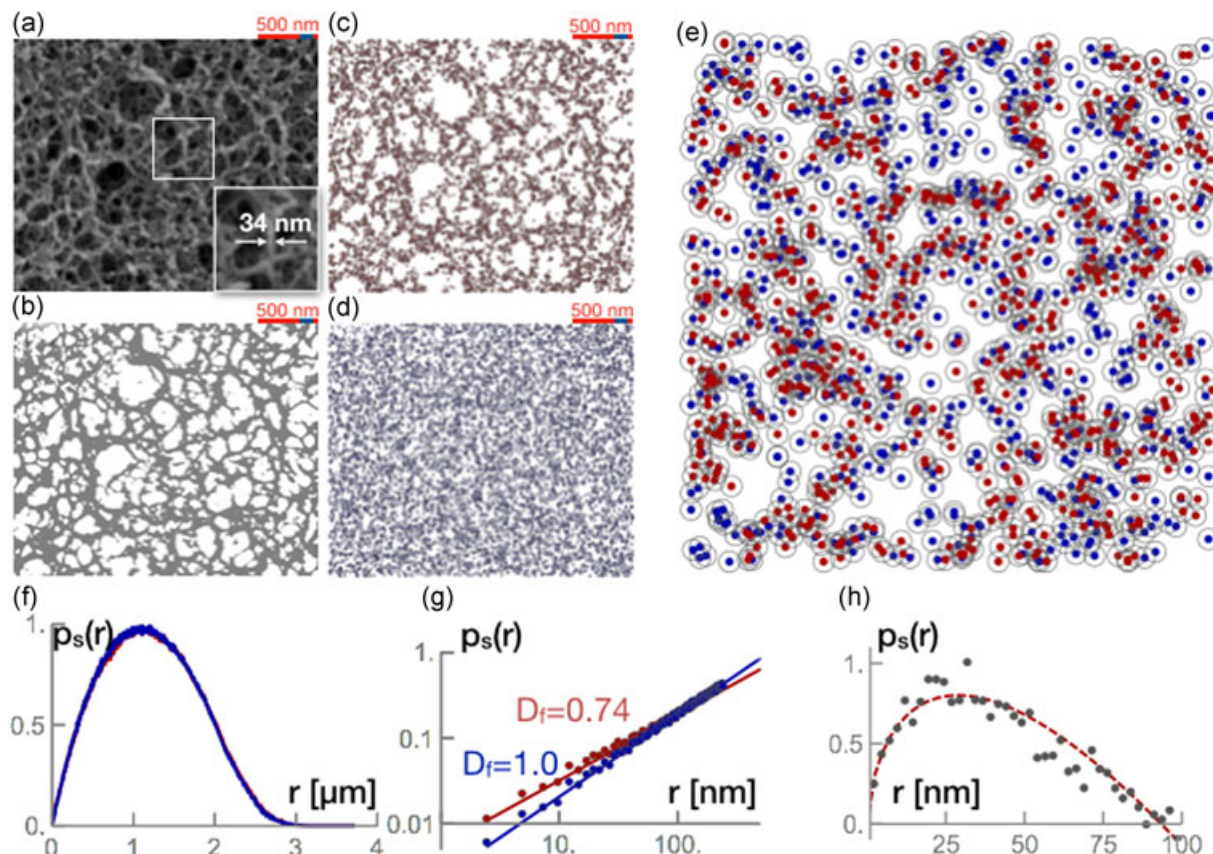 (a)
500 nm
34 nm
(b)
500 nm
(c)
500 nm
(d)
500 nm
(e)
(f)
1.
pₛ(r)
0.5
r [μm]
0.
0 1 2 3 4
(g)
pₛ(r)
1.
D_f=0.74
0.1
D_f=1.0
r [nm]
0.01
10. 100.
(h)
pₛ(r)
1.
0.5
r [nm]
0.
25 50 75 100